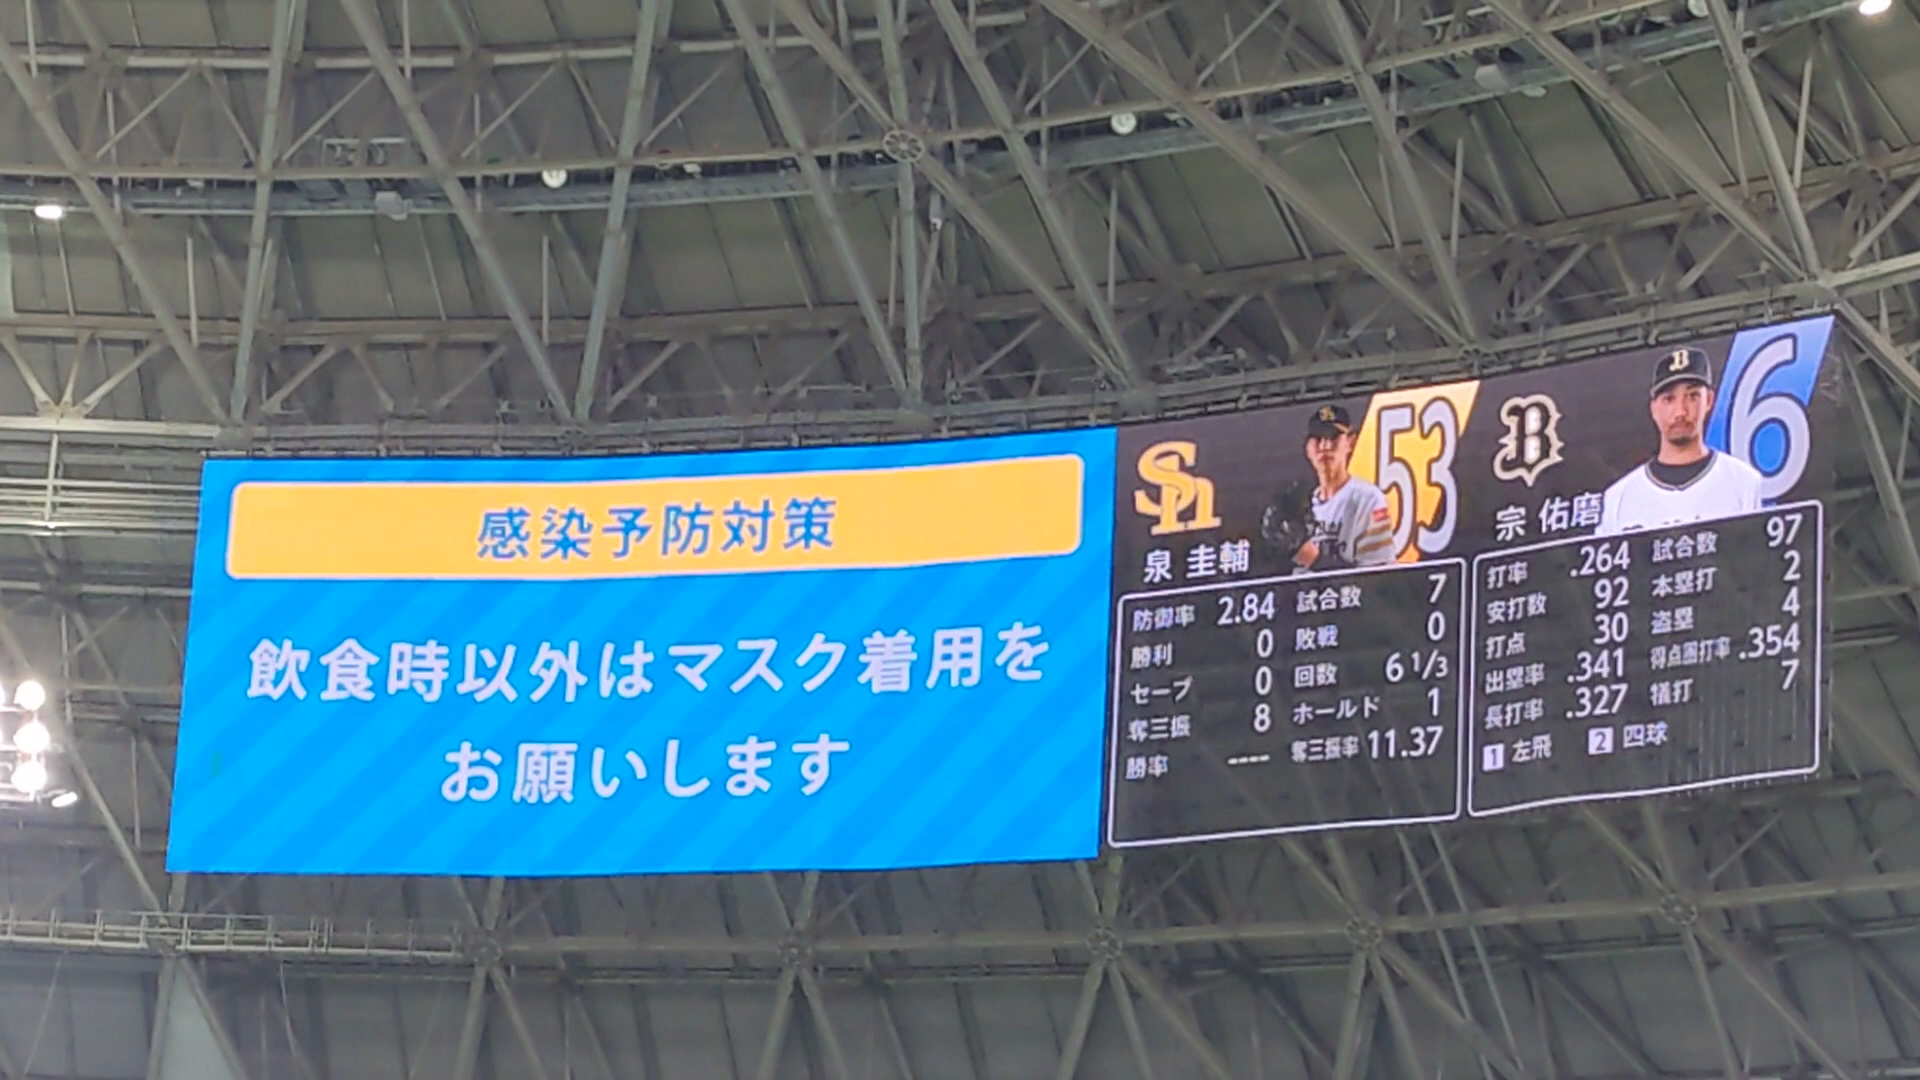 感染予防対策
飲食時以外はマスク着用を
お願いします
Sh
53
泉 圭輔
防御率 2.84 試合数 7
勝利 0 敗戦 0
セーブ 0 回数 6 1/3
奪三振 8 ホールド 1
勝率 ---- 奪三振率 11.37
B
B
6
宗 佑磨
打率 .264 試合数 97
安打数 92 本塁打 2
打点 30 盗塁 4
出塁率 .341 得点圏打率 .354
長打率 .327 犠打 7
1 左飛 2 四球